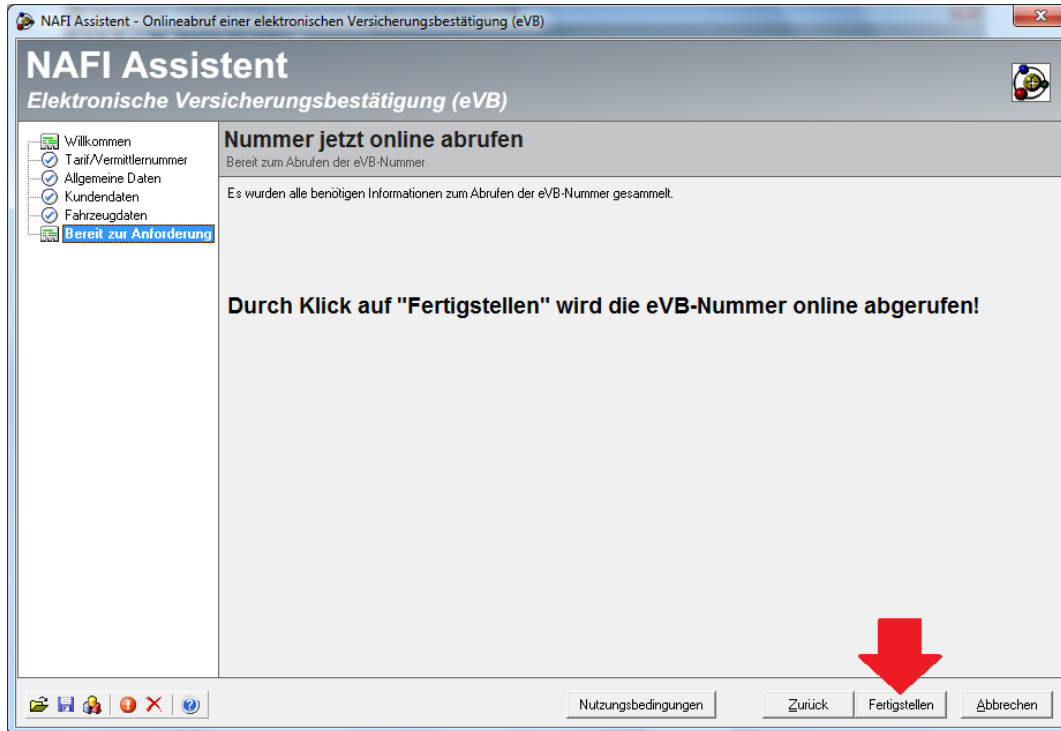 NAFI Assistent - Onlineabruf einer elektronischen Versicherungsbestätigung (eVB)
NAFI Assistent
Elektronische Versicherungsbestätigung (eVB)
Willkommen
Tarif/Vermittlernummer
Allgemeine Daten
Kundendaten
Fahrzeugdaten
Bereit zur Anforderung
Nummer jetzt online abrufen
Bereit zum Abrufen der eVB-Nummer
Es wurden alle benötigen Informationen zum Abrufen der eVB-Nummer gesammelt.
Durch Klick auf "Fertigstellen" wird die eVB-Nummer online abgerufen!
Nutzungsbedingungen
Zurück
Fertigstellen
Abbrechen